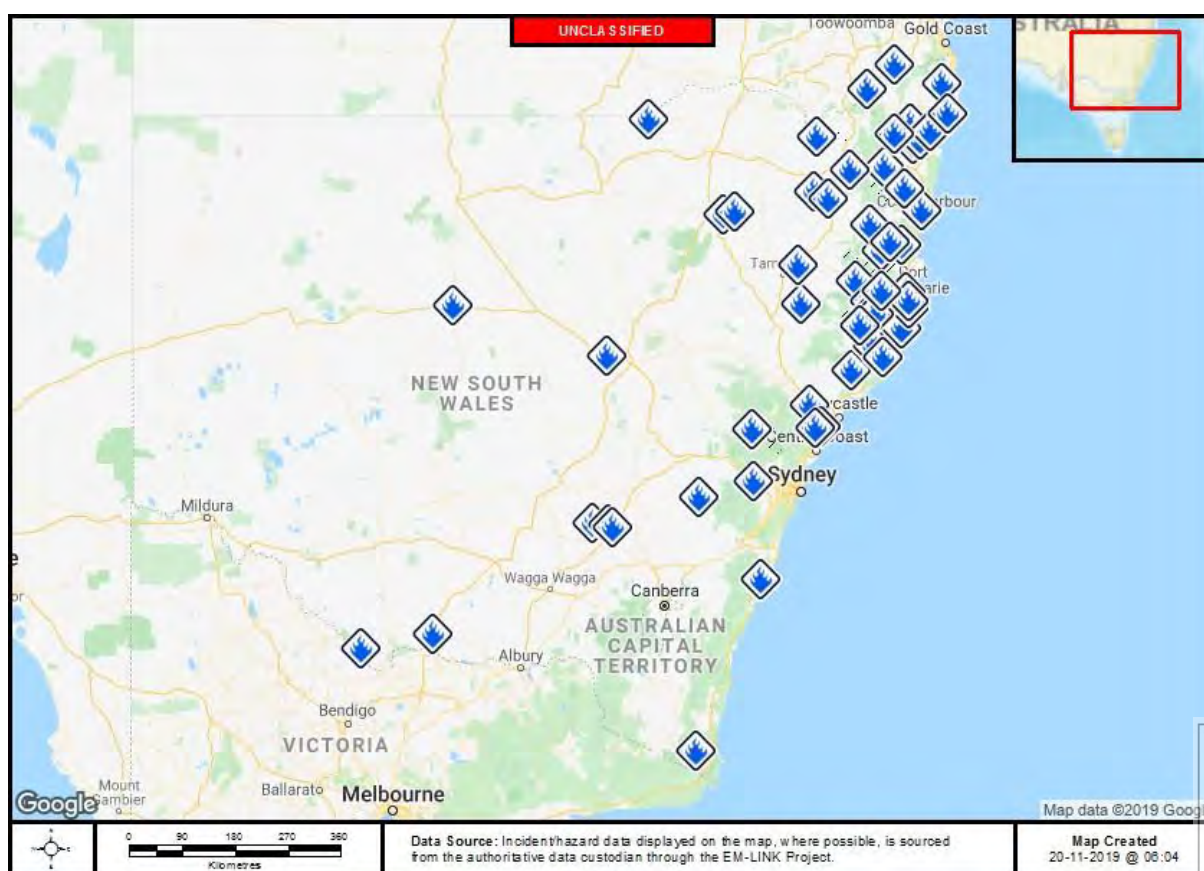 UNCLASSIFIED
Toowoomba
Gold Coast
STRALIA
Tam
Port
NEW SOUTH
WALES
Sydney
Mildura
Wagga Wagga
Canberra
AUSTRALIAN
CAPITAL
TERRITORY
Albury
Bendigo
VICTORIA
Mount
Gambier
Ballarato
Melbourne
Google
Map data ©2019 Googl
0 90 180 270 360
Kilometres
Data Source: Incident/hazard data displayed on the map, where possible, is sourced
from the authoritative data custodian through the EM-LINK Project.
Map Created
20-11-2019 @ 06:04